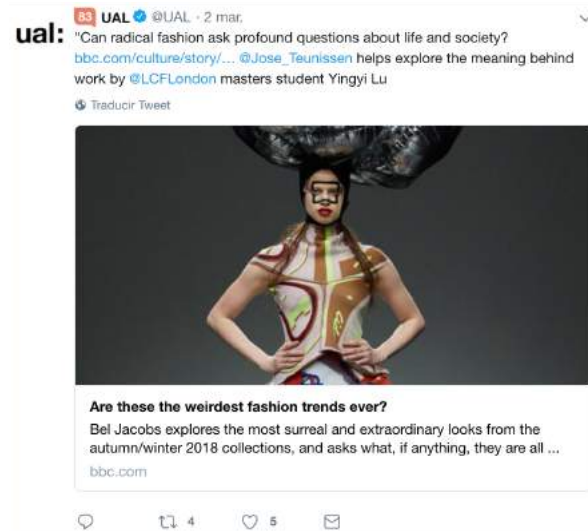 ual:
83 UAL @UAL · 2 mar.
"Can radical fashion ask profound questions about life and society?
bbc.com/culture/story/... @Jose_Teunissen helps explore the meaning behind
work by @LCFLondon masters student Yingyi Lu
Traducir Tweet
Are these the weirdest fashion trends ever?
Bel Jacobs explores the most surreal and extraordinary looks from the
autumn/winter 2018 collections, and asks what, if anything, they are all ...
bbc.com
4
5